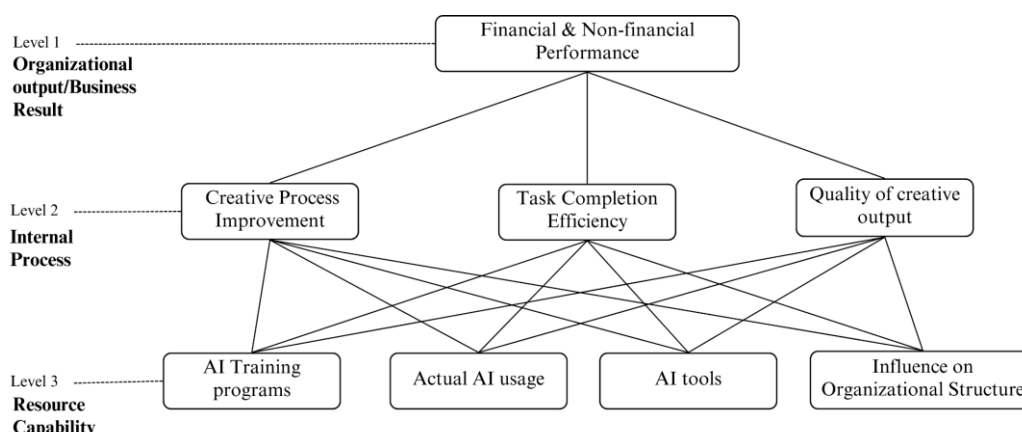 Financial & Non-financial
Performance
Level 1
Organizational
output/Business
Result
Creative Process
Improvement
Task Completion
Efficiency
Quality of creative
output
Level 2
Internal
Process
AI Training
programs
Actual AI usage
AI tools
Influence on
Organizational Structure
Level 3
Resource
Capability